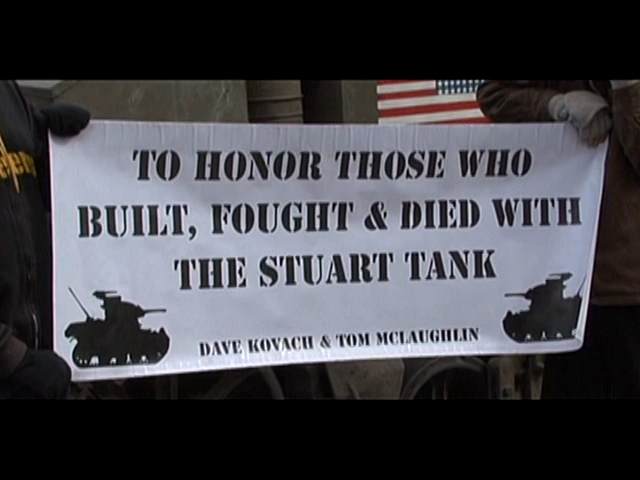 TO HONOR THOSE WHO
BUILT, FOUGHT & DIED WITH
THE STUART TANK
DAVE KOVACH & TOM MCLAUGHLIN